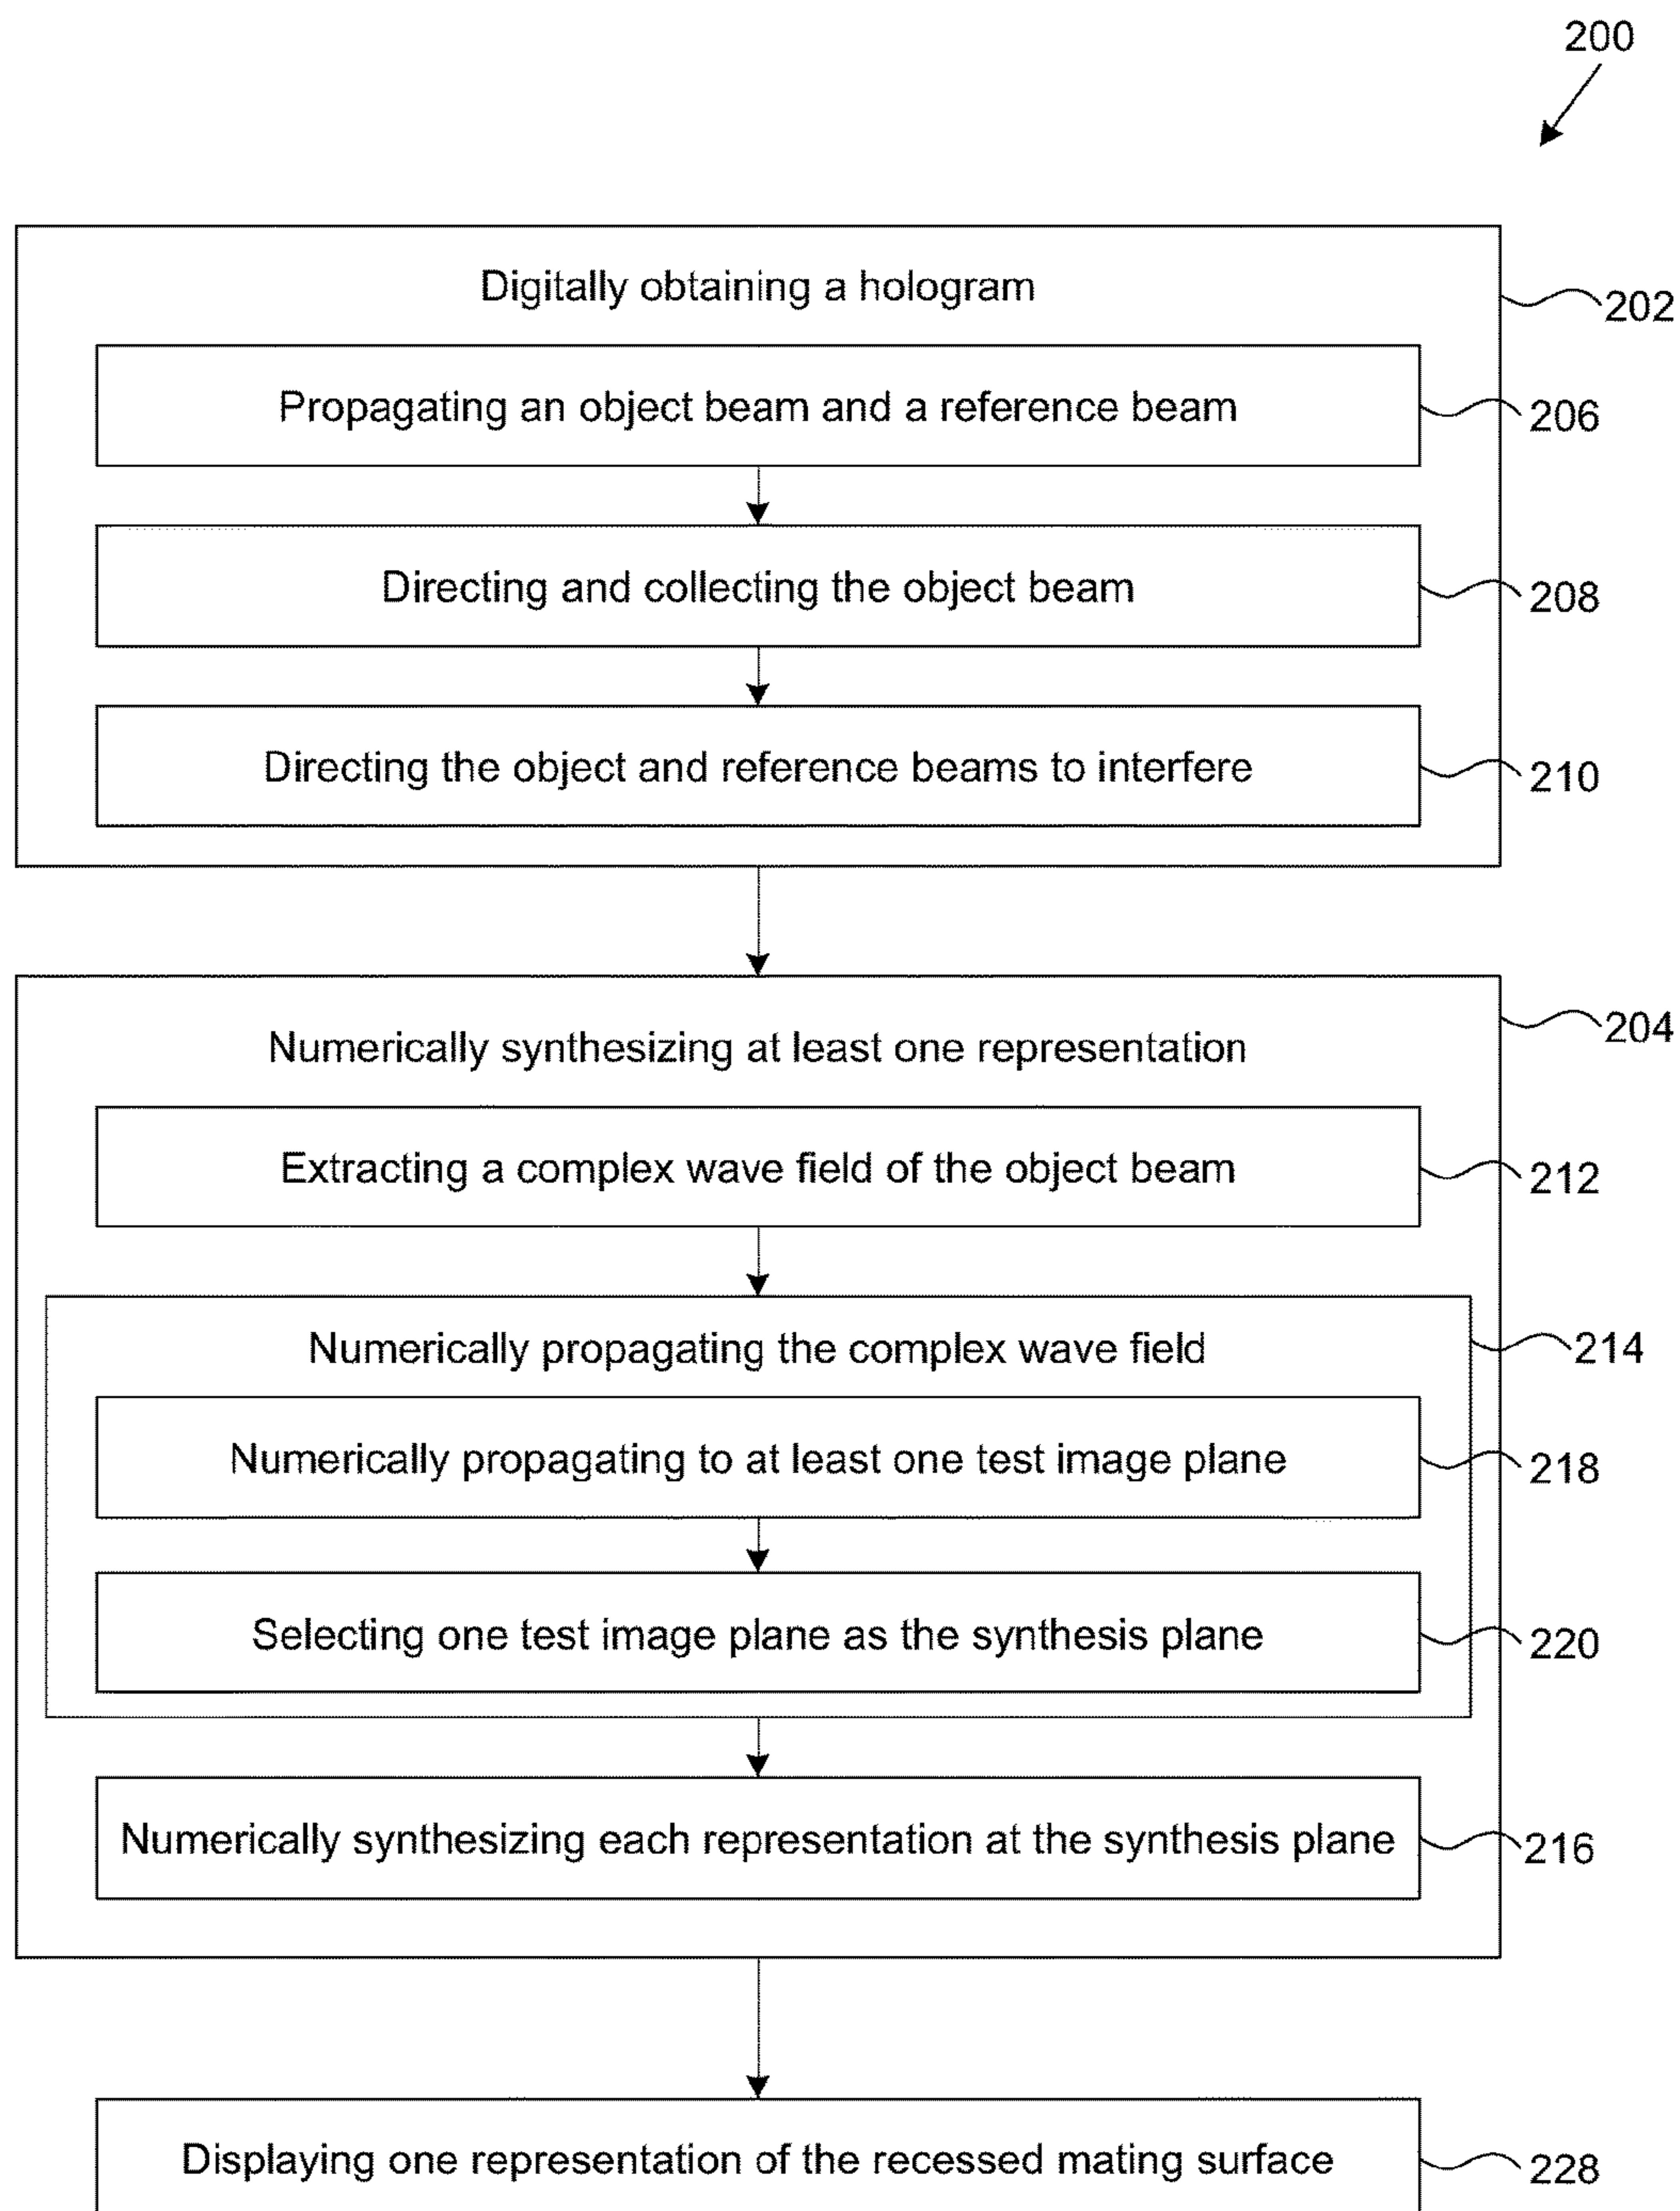 200
Digitally obtaining a hologram
202
Propagating an object beam and a reference beam
206
Directing and collecting the object beam
208
Directing the object and reference beams to interfere
210
Numerically synthesizing at least one representation
204
Extracting a complex wave field of the object beam
212
Numerically propagating the complex wave field
214
Numerically propagating to at least one test image plane
218
Selecting one test image plane as the synthesis plane
220
Numerically synthesizing each representation at the synthesis plane
216
Displaying one representation of the recessed mating surface
228